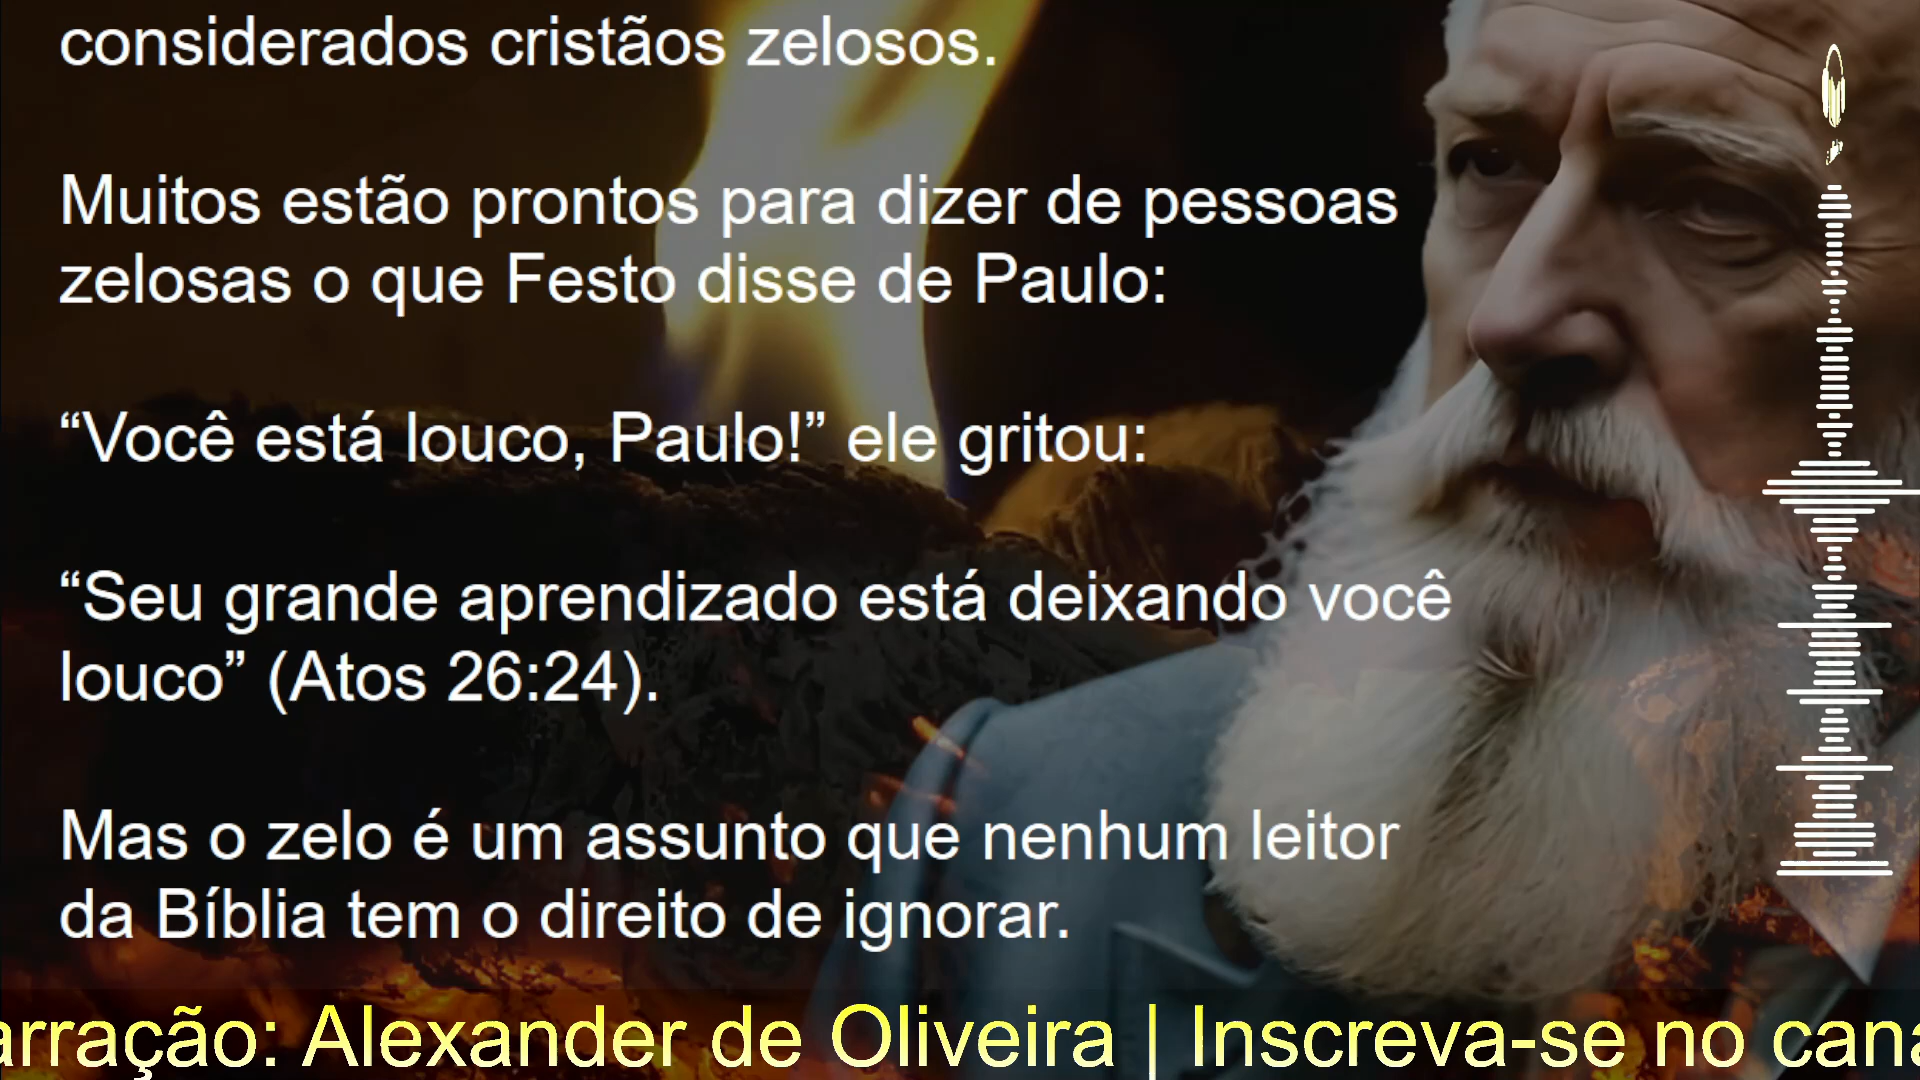 considerados cristãos zelosos.
Muitos estão prontos para dizer de pessoas
zelosas o que Festo disse de Paulo:
“Você está louco, Paulo!” ele gritou:
“Seu grande aprendizado está deixando você
louco” (Atos 26:24).
Mas o zelo é um assunto que nenhum leitor
da Bíblia tem o direito de ignorar.
arração: Alexander de Oliveira | Inscreva-se no cana